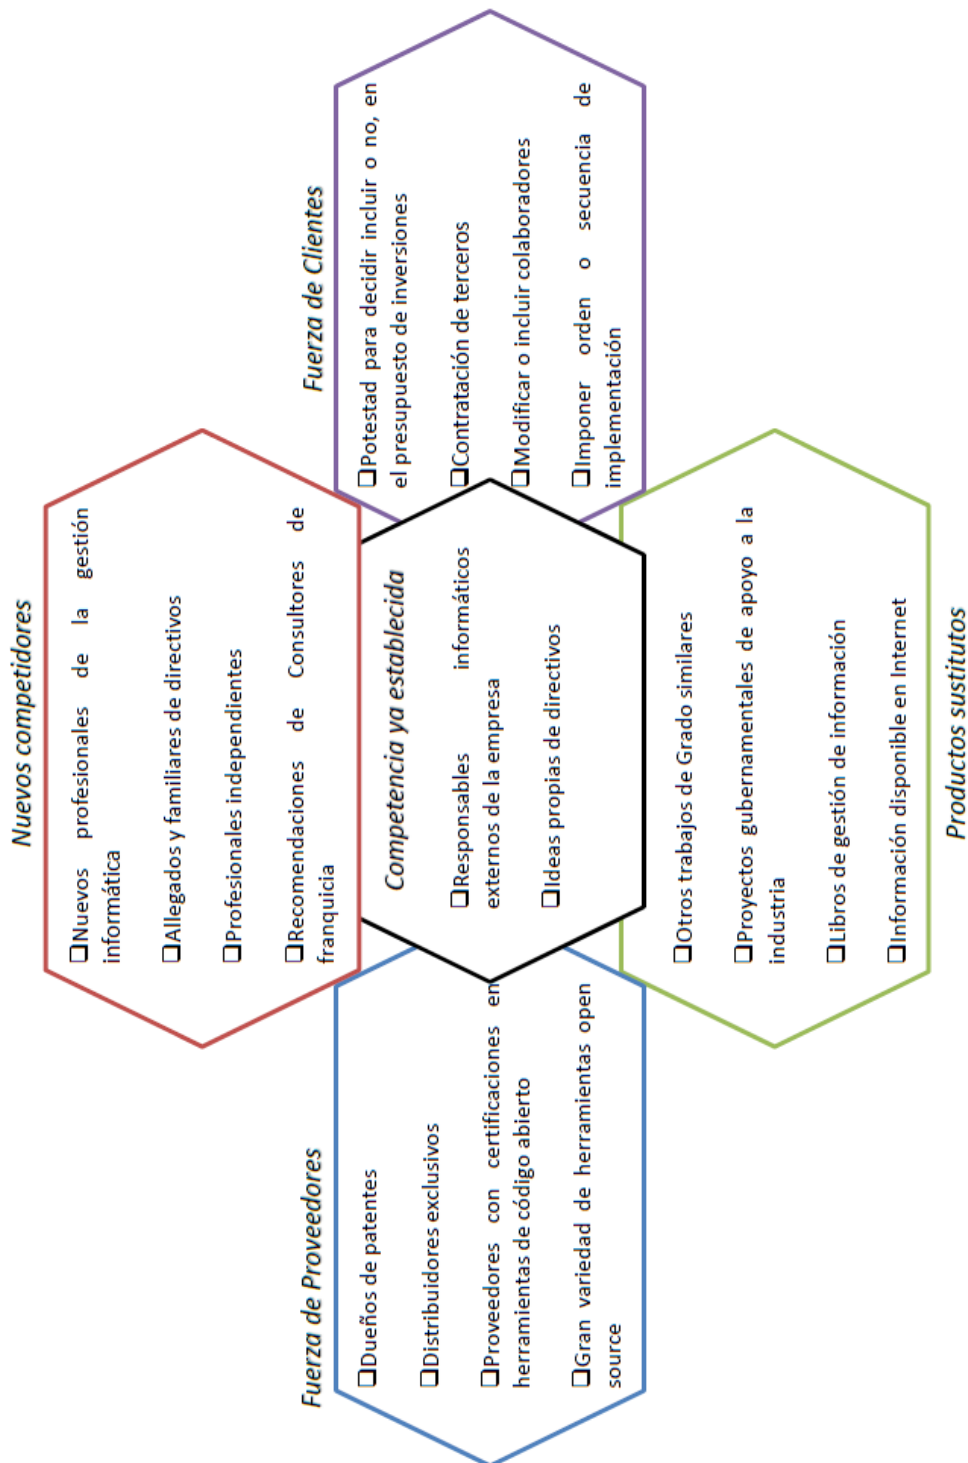 Nuevos competidores
❑Nuevos profesionales de la gestión
informática
❑Allegados y familiares de directivos
❑Profesionales independientes
❑Recomendaciones de Consultores de
franquicia
Fuerza de Proveedores
❑Dueños de patentes
❑Distribuidores exclusivos
❑Proveedores con certificaciones en
herramientas de código abierto
❑Gran variedad de herramientas open
source
Competencia ya establecida
❑Responsables informáticos
externos de la empresa
❑Ideas propias de directivos
Fuerza de Clientes
❑Potestad para decidir incluir o no, en
el presupuesto de inversiones
❑Contratación de terceros
❑Modificar o incluir colaboradores
❑Imponer orden o secuencia de
implementación
❑Otros trabajos de Grado similares
❑Proyectos gubernamentales de apoyo a la
industria
❑Libros de gestión de información
❑Información disponible en Internet
Productos sustitutos